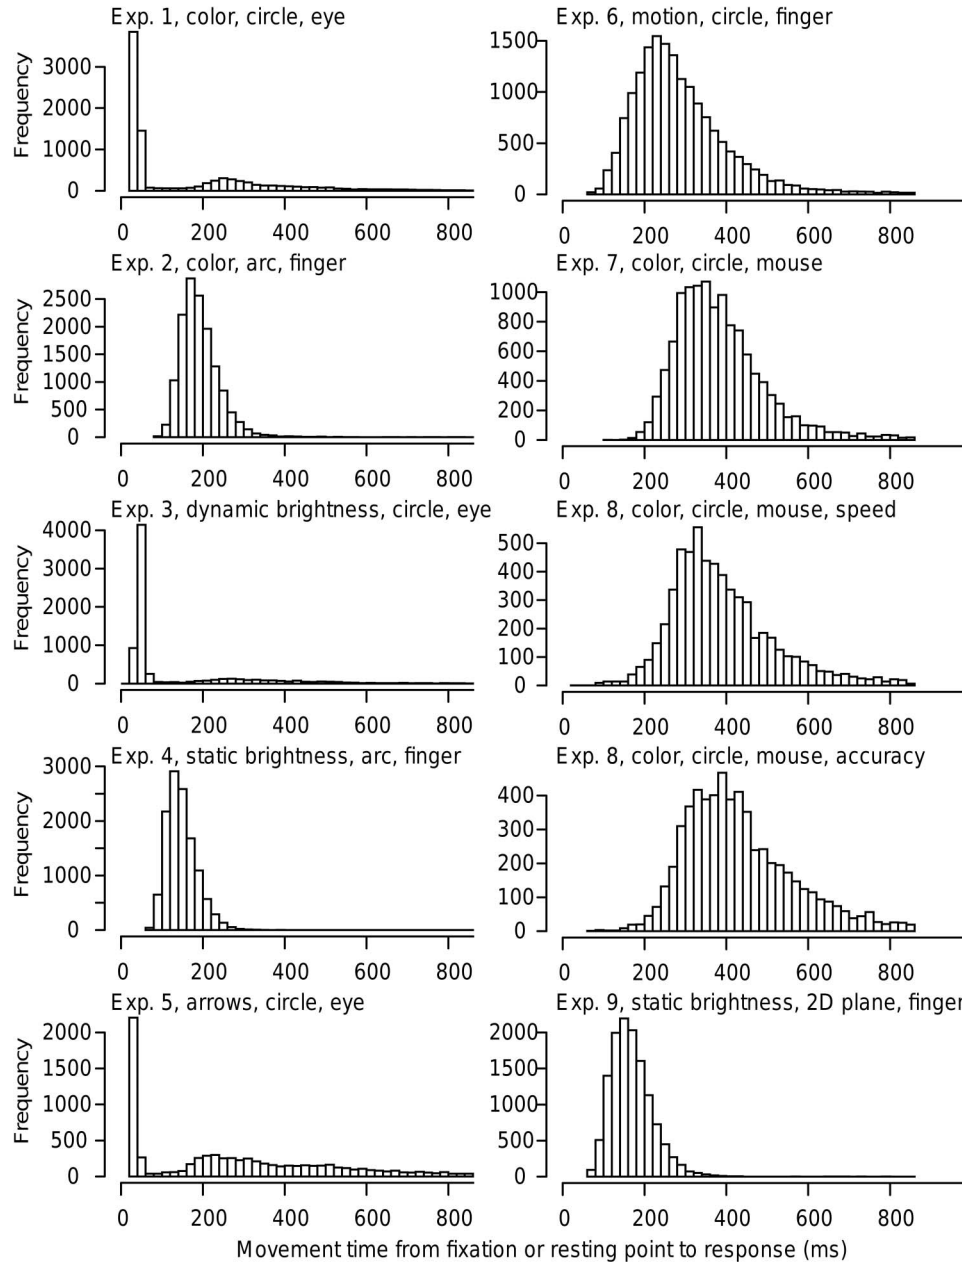 Exp. 1, color, circle, eye
Frequency
3000
2000
1000
0
0 200 400 600 800
Exp. 2, color, arc, finger
Frequency
2500
2000
1500
1000
500
0
0 200 400 600 800
Exp. 3, dynamic brightness, circle, eye
Frequency
4000
3000
2000
1000
0
0 200 400 600 800
Exp. 4, static brightness, arc, finger
Frequency
3000
2000
1000
0
0 200 400 600 800
Exp. 5, arrows, circle, eye
Frequency
2000
1500
1000
500
0
0 200 400 600 800
Exp. 6, motion, circle, finger
1500
1000
500
0
0 200 400 600 800
Exp. 7, color, circle, mouse
1000
800
600
400
200
0
0 200 400 600 800
Exp. 8, color, circle, mouse, speed
500
400
300
200
100
0
0 200 400 600 800
Exp. 8, color, circle, mouse, accuracy
400
300
200
100
0
0 200 400 600 800
Exp. 9, static brightness, 2D plane, finger
2000
1500
1000
500
0
0 200 400 600 800
Movement time from fixation or resting point to response (ms)